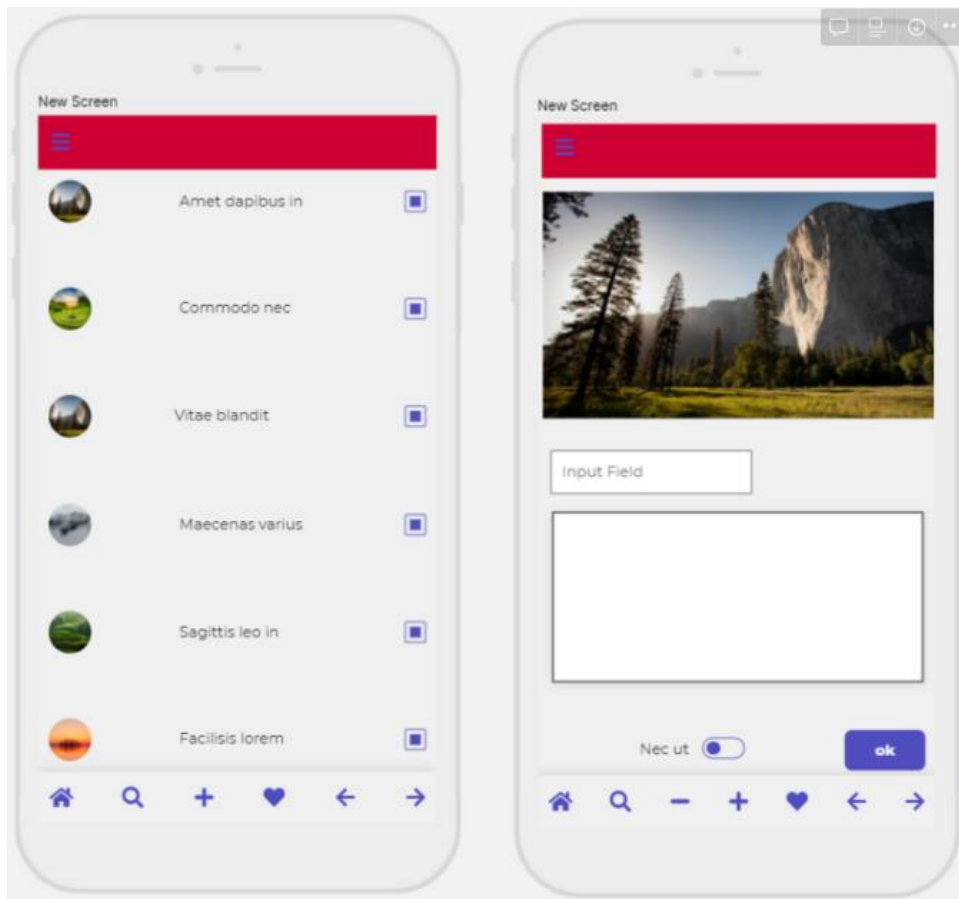 New Screen
Amet dapibus in
Commodo nec
Vitae blandit
Maecenas varius
Sagittis leo in
Facilisis lorem
New Screen
Input Field
Nec ut
ok